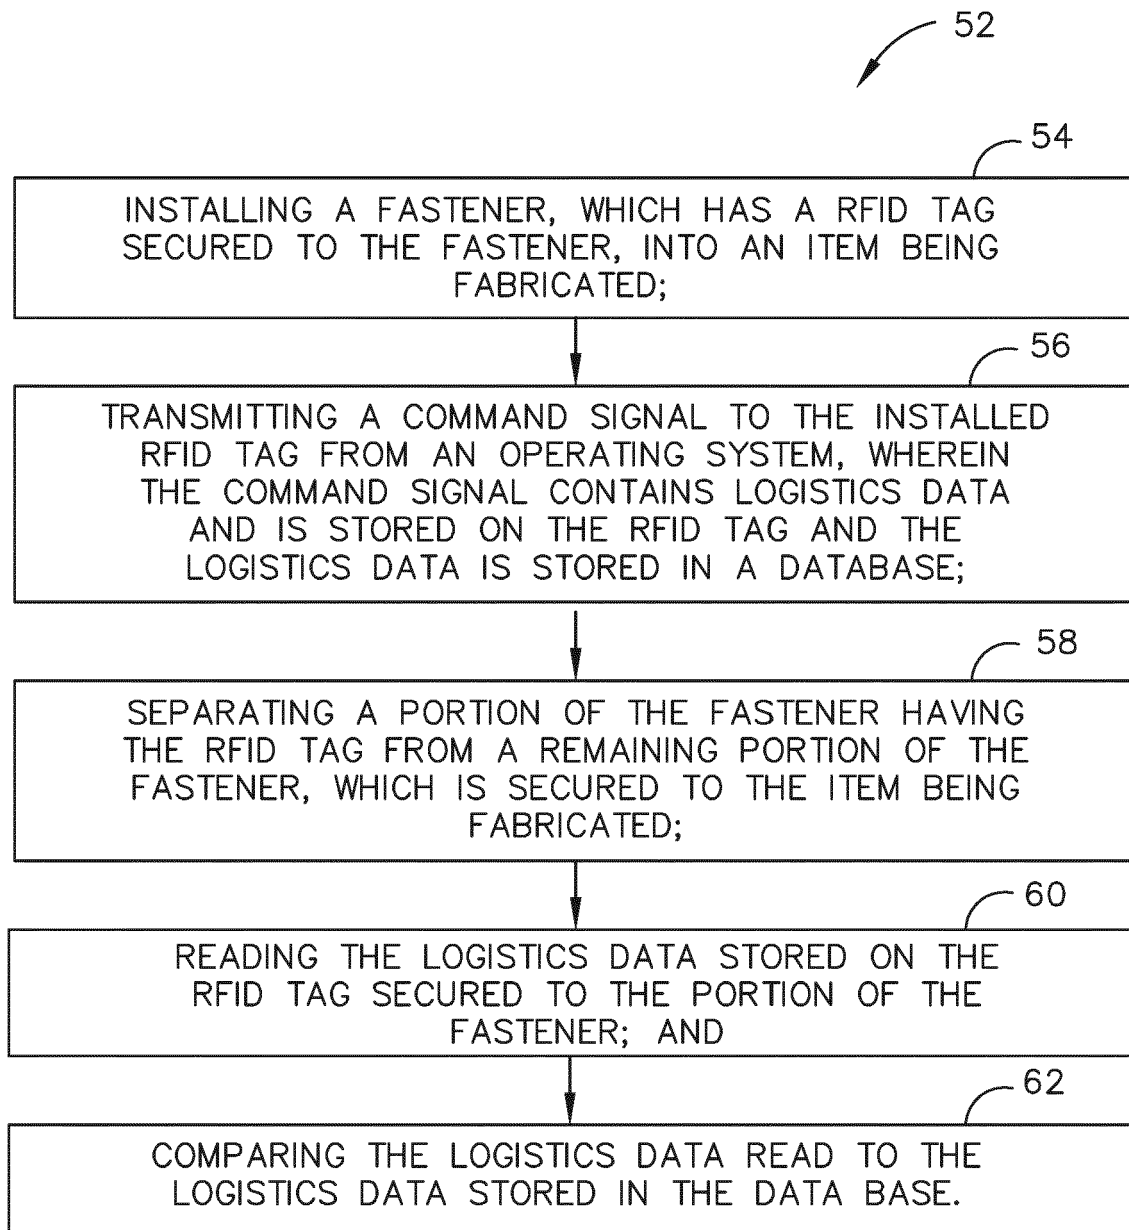 52
54
INSTALLING A FASTENER, WHICH HAS A RFID TAG
SECURED TO THE FASTENER, INTO AN ITEM BEING
FABRICATED;
56
TRANSMITTING A COMMAND SIGNAL TO THE INSTALLED
RFID TAG FROM AN OPERATING SYSTEM, WHEREIN
THE COMMAND SIGNAL CONTAINS LOGISTICS DATA
AND IS STORED ON THE RFID TAG AND THE
LOGISTICS DATA IS STORED IN A DATABASE;
58
SEPARATING A PORTION OF THE FASTENER HAVING
THE RFID TAG FROM A REMAINING PORTION OF THE
FASTENER, WHICH IS SECURED TO THE ITEM BEING
FABRICATED;
60
READING THE LOGISTICS DATA STORED ON THE
RFID TAG SECURED TO THE PORTION OF THE
FASTENER; AND
62
COMPARING THE LOGISTICS DATA READ TO THE
LOGISTICS DATA STORED IN THE DATA BASE.